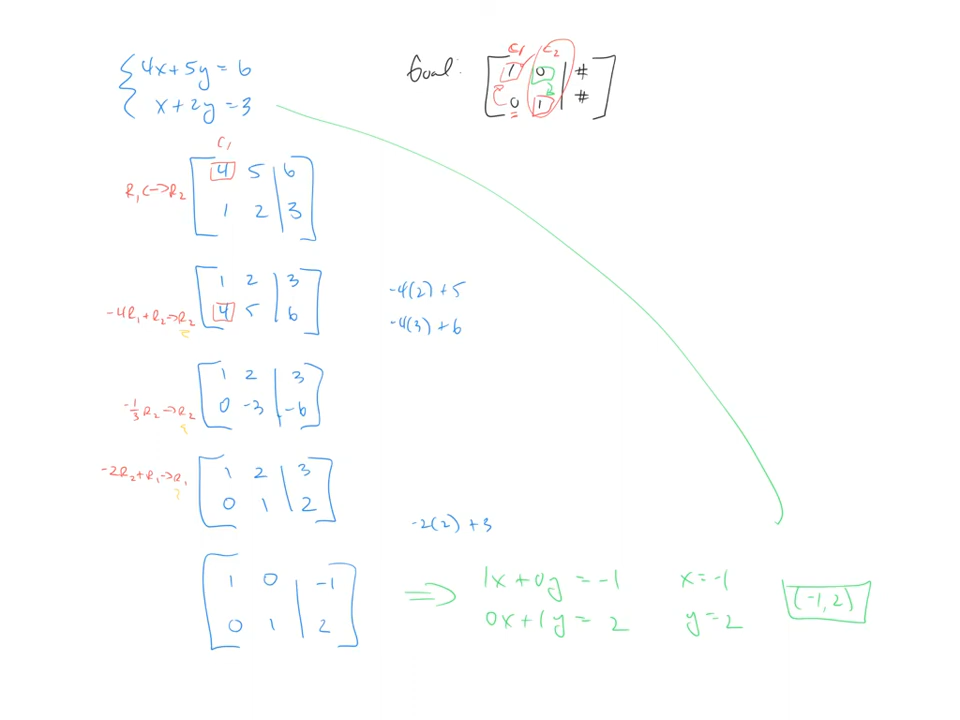 4x+5y=6
x+2y=3
Goal:
C₁ C₂
1 0 | #
0 1 | #
C₁
R₁<->R₂
4 5 | 6
1 2 | 3
-4R₁+R₂->R₂
1 2 | 3
4 5 | 6
-4(2)+5
-4(3)+6
-1/3 R₂->R₂
1 2 | 3
0 -3 | -6
-2R₂+R₁->R₁
1 2 | 3
0 1 | 2
-2(2)+3
1 0 | -1
0 1 | 2
=> 1x+0y=-1 x=-1
0x+1y=2 y=2
(-1,2)